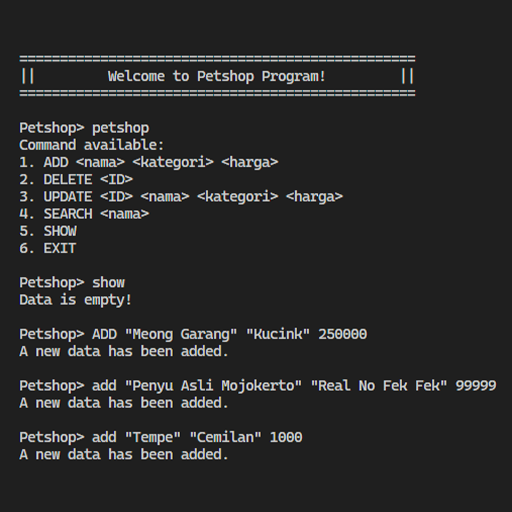 =================================================
||         Welcome to Petshop Program!         ||
=================================================
Petshop> petshop
Command available:
1. ADD <nama> <kategori> <harga>
2. DELETE <ID>
3. UPDATE <ID> <nama> <kategori> <harga>
4. SEARCH <nama>
5. SHOW
6. EXIT
Petshop> show
Data is empty!
Petshop> ADD "Meong Garang" "Kucink" 250000
A new data has been added.
Petshop> add "Penyu Asli Mojokerto" "Real No Fek Fek" 99999
A new data has been added.
Petshop> add "Tempe" "Cemilan" 1000
A new data has been added.